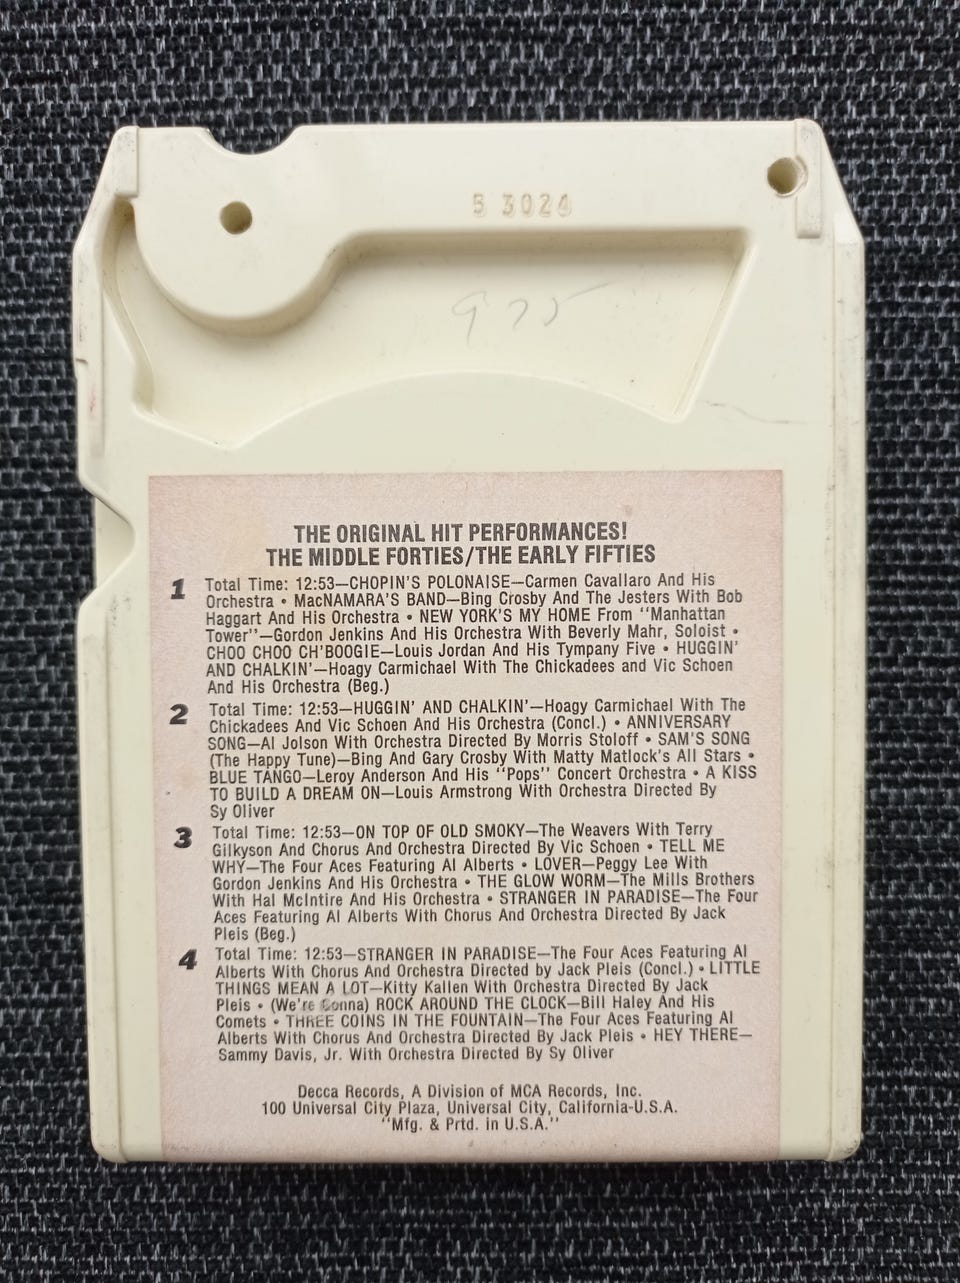 5 3024
975
THE ORIGINAL HIT PERFORMANCES!
THE MIDDLE FORTIES/THE EARLY FIFTIES
1 Total Time: 12:53—CHOPIN'S POLONAISE—Carmen Cavallaro And His
Orchestra • MacNAMARA'S BAND—Bing Crosby And The Jesters With Bob
Haggart And His Orchestra • NEW YORK'S MY HOME From "Manhattan
Tower"—Gordon Jenkins And His Orchestra With Beverly Mahr, Soloist •
CHOO CHOO CH'BOOGIE—Louis Jordan And His Tympany Five • HUGGIN'
AND CHALKIN'—Hoagy Carmichael With The Chickadees and Vic Schoen
And His Orchestra (Beg.)
2 Total Time: 12:53—HUGGIN' AND CHALKIN'—Hoagy Carmichael With The
Chickadees And Vic Schoen And His Orchestra (Concl.) • ANNIVERSARY
SONG—Al Jolson With Orchestra Directed By Morris Stoloff • SAM'S SONG
(The Happy Tune)—Bing and Gary Crosby With Matty Matlock's All Stars •
BLUE TANGO—Leroy Anderson And His "Pops" Concert Orchestra • A KISS
TO BUILD A DREAM ON—Louis Armstrong With Orchestra Directed By
Sy Oliver
3 Total Time: 12:53—ON TOP OF OLD SMOKY—The Weavers With Terry
Gilkyson And Chorus And Orchestra Directed By Vic Schoen • TELL ME
WHY—The Four Aces Featuring Al Alberts • LOVER—Peggy Lee With
Gordon Jenkins And His Orchestra • THE GLOW WORM—The Mills Brothers
With Hal McIntire And His Orchestra • STRANGER IN PARADISE—The Four
Aces Featuring Al Alberts With Chorus And Orchestra Directed By Jack
Pleis (Beg.)
4 Total Time: 12:53—STRANGER IN PARADISE—The Four Aces Featuring Al
Alberts With Chorus And Orchestra Directed by Jack Pleis (Concl.) • LITTLE
THINGS MEAN A LOT—Kitty Kallen With Orchestra Directed By Jack
Pleis • (We're Gonna) ROCK AROUND THE CLOCK—Bill Haley And His
Comets • THREE COINS IN THE FOUNTAIN—The Four Aces Featuring Al
Alberts With Chorus And Orchestra Directed By Jack Pleis • HEY THERE—
Sammy Davis, Jr. With Orchestra Directed By Sy Oliver
Decca Records, A Division of MCA Records, Inc.
100 Universal City Plaza, Universal City, California-U.S.A.
"Mfg. & Prtd. in U.S.A."